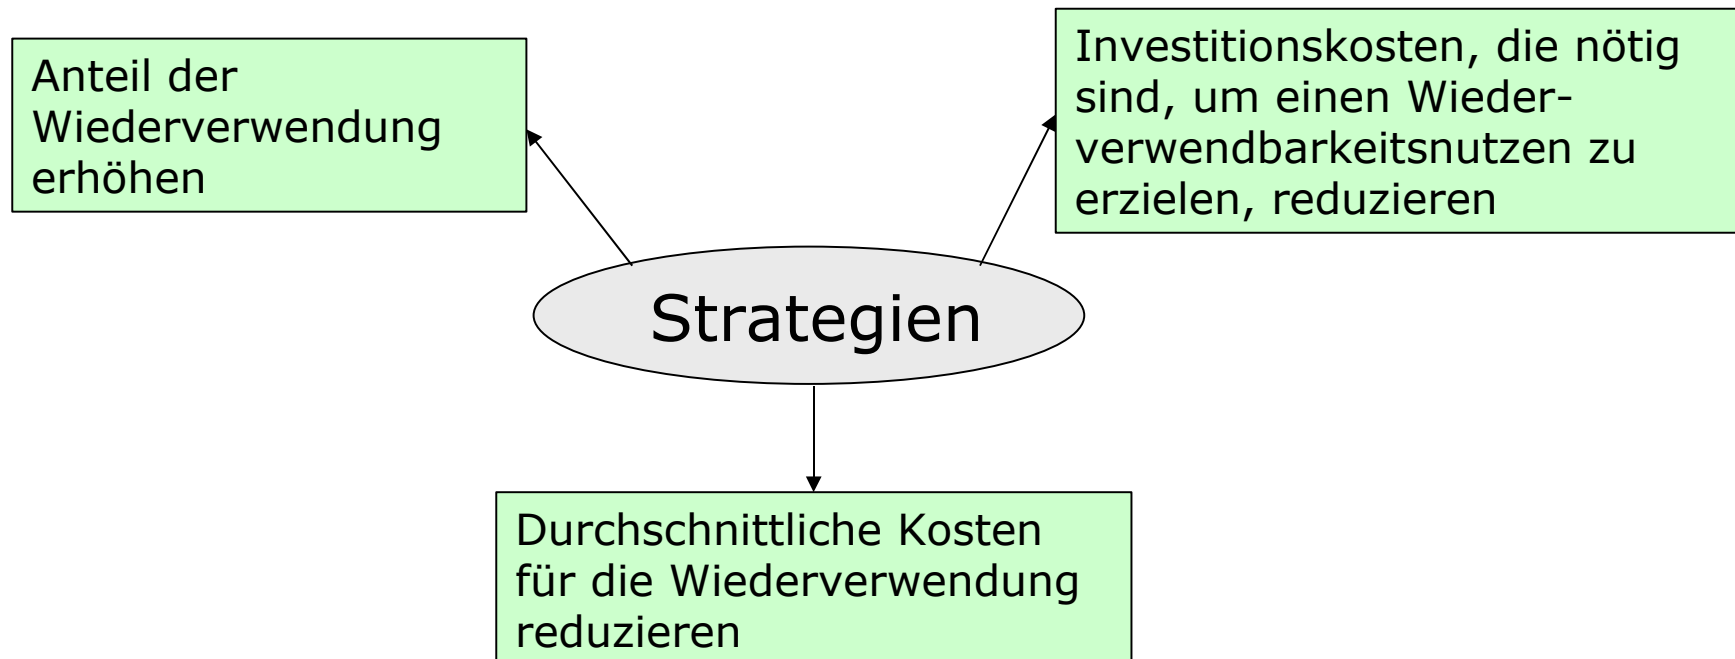 Anteil der
Wiederverwendung
erhöhen
Investitionskosten, die nötig
sind, um einen Wieder-
verwendbarkeitsnutzen zu
erzielen, reduzieren
Strategien
Durchschnittliche Kosten
für die Wiederverwendung
reduzieren